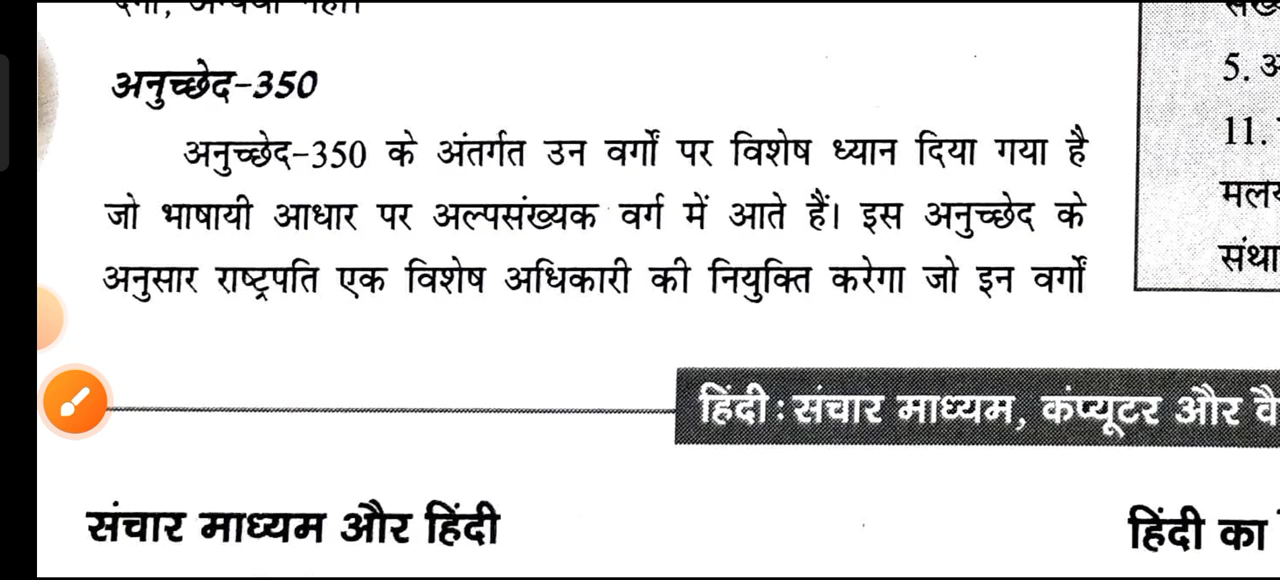 अनुच्छेद-350
अनुच्छेद-350 के अंतर्गत उन वर्गों पर विशेष ध्यान दिया गया है
जो भाषायी आधार पर अल्पसंख्यक वर्ग में आते हैं। इस अनुच्छेद के
अनुसार राष्ट्रपति एक विशेष अधिकारी की नियुक्ति करेगा जो इन वर्गों
5.
11.
हिंदी : संचार माध्यम, कंप्यूटर और
संचार माध्यम और हिंदी
हिंदी का